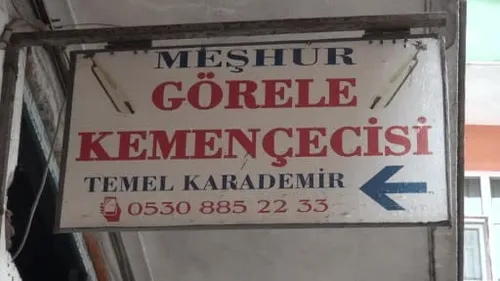 MEŞHUR
GÖRELE
KEMENÇECİSİ
TEMEL KARADEMİR
0530 885 22 33